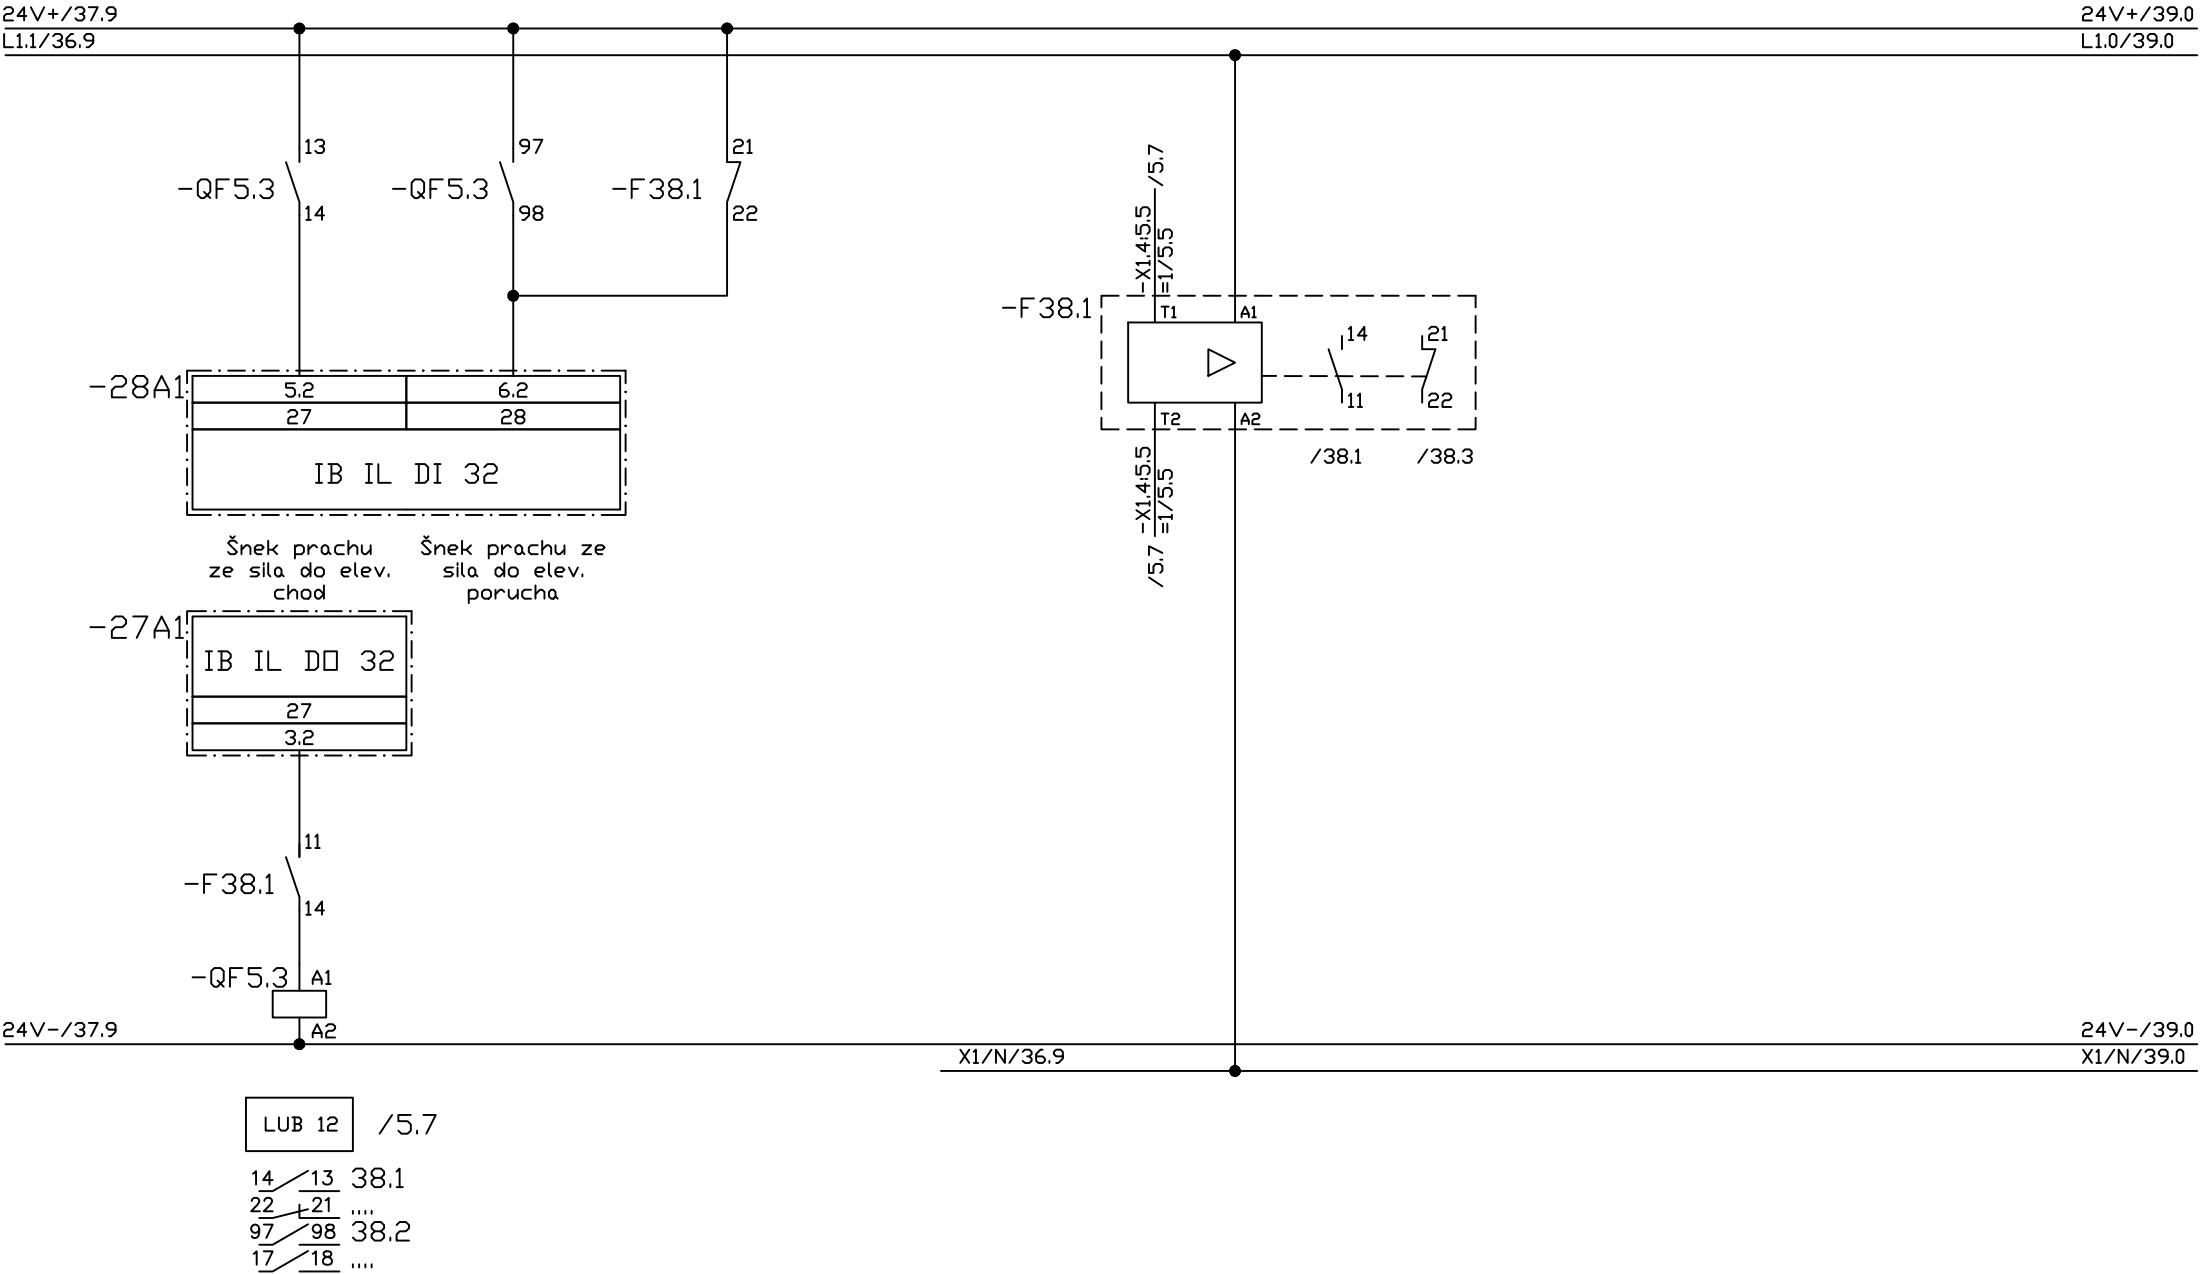 24V+/37.9
24V+/39.0
L1.1/36.9
L1.0/39.0
13
97
21
-QF5.3
-QF5.3
-F38.1
14
98
22
/5.7
-X1.4:5.5
=1/5.5
-F38.1
T1
A1
14
21
11
22
T2
A2
/38.1
/38.3
-X1.4:5.5
=1/5.5
/5.7
-28A1
5.2
6.2
27
28
IB IL DI 32
Šnek prachu
ze sila do elev.
chod
Šnek prachu ze
sila do elev.
porucha
-27A1
IB IL DO 32
27
3.2
11
-F38.1
14
-QF5.3
A1
A2
24V-/37.9
24V-/39.0
X1/N/36.9
X1/N/39.0
LUB 12
/5.7
14 13 38.1
22 21 ....
97 98 38.2
17 18 ....